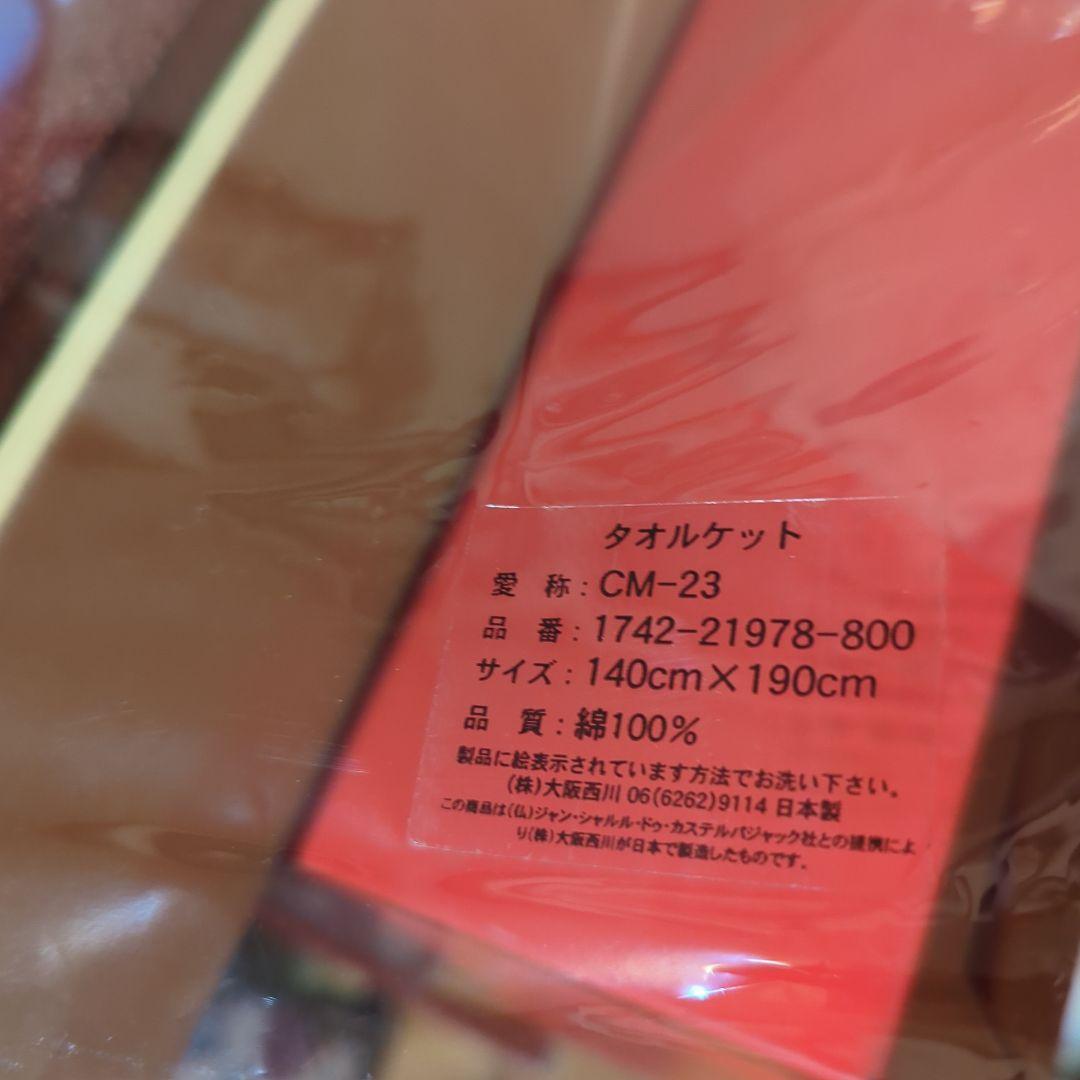 タオルケット
愛 称：CM-23
品 番：1742-21978-800
サイズ：140cm×190cm
品 質：綿100%
製品に絵表示されています方法でお洗い下さい。
(株)大阪西川 06(6262)9114 日本製
この商品は(仏)ジャン・シャルル・ドゥ・カステルバジャック社との提携によ
り(株)大阪西川が日本で製造したものです。